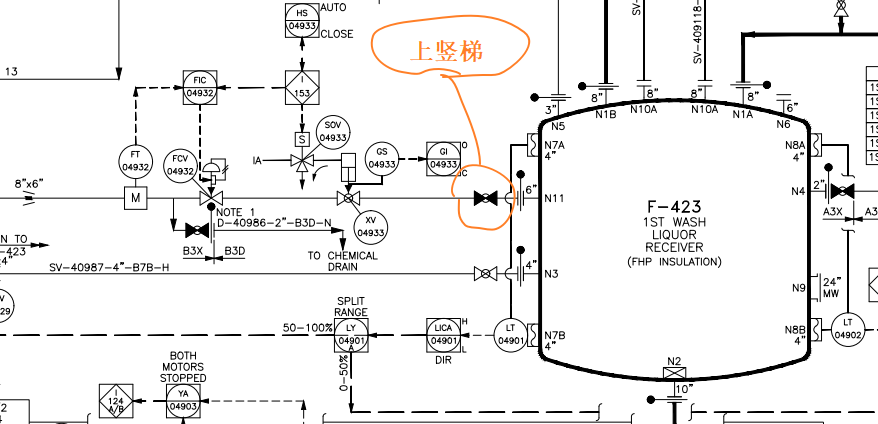 HS
04933
AUTO
CLOSE
上竖梯
SV-409118-
13
FIC
04932
I
153
3"
8"
8"
8"
6"
N5
N1B
N10A
N10A
N1A
N6
SOV
04933
S
FT
04932
FCV
04932
IA
GS
04933
GI
04933
O
C
N7A
4"
N8A
4"
8"x6"
M
6"
N11
N4
2"
NOTE 1
D-40986-2"-B3D-N
XV
04933
F-423
1ST WASH
LIQUOR
RECEIVER
(FHP INSULATION)
A3X
B3X
B3D
TO CHEMICAL
DRAIN
N TO
-423
24"
SV-40987-4"-B7B-H
4"
N3
N9
24"
MW
V
29
SPLIT
RANGE
50-100%
LY
04901
A
LICA
04901
H
L
DIR
LT
04901
N7B
4"
N8B
4"
LT
04902
0-50%
BOTH
MOTORS
STOPPED
N2
10"
I
124
A/B
YA
04903